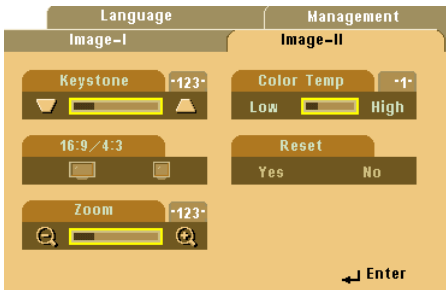 Language Management
Image-I Image-II
Keystone -123-
Color Temp -1-
Low High
16:9/4:3
Reset
Yes No
Zoom -123-
Enter